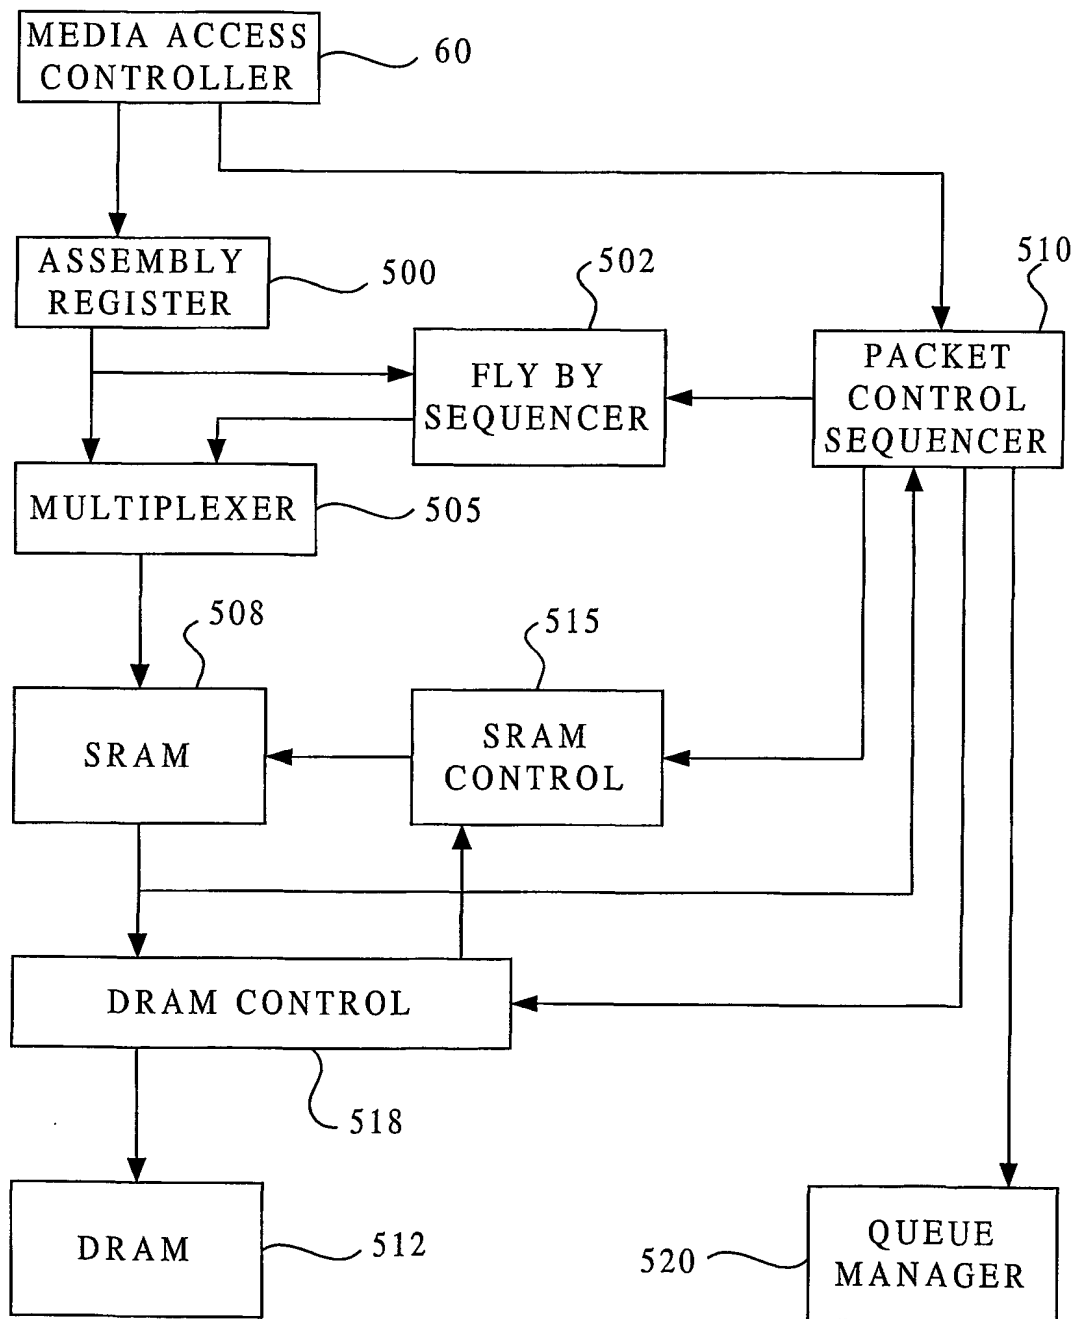 MEDIA ACCESS
CONTROLLER
60
ASSEMBLY
REGISTER
500
502
510
FLY BY
SEQUENCER
PACKET
CONTROL
SEQUENCER
MULTIPLEXER
505
508
515
SRAM
SRAM
CONTROL
DRAM CONTROL
518
DRAM
512
520
QUEUE
MANAGER